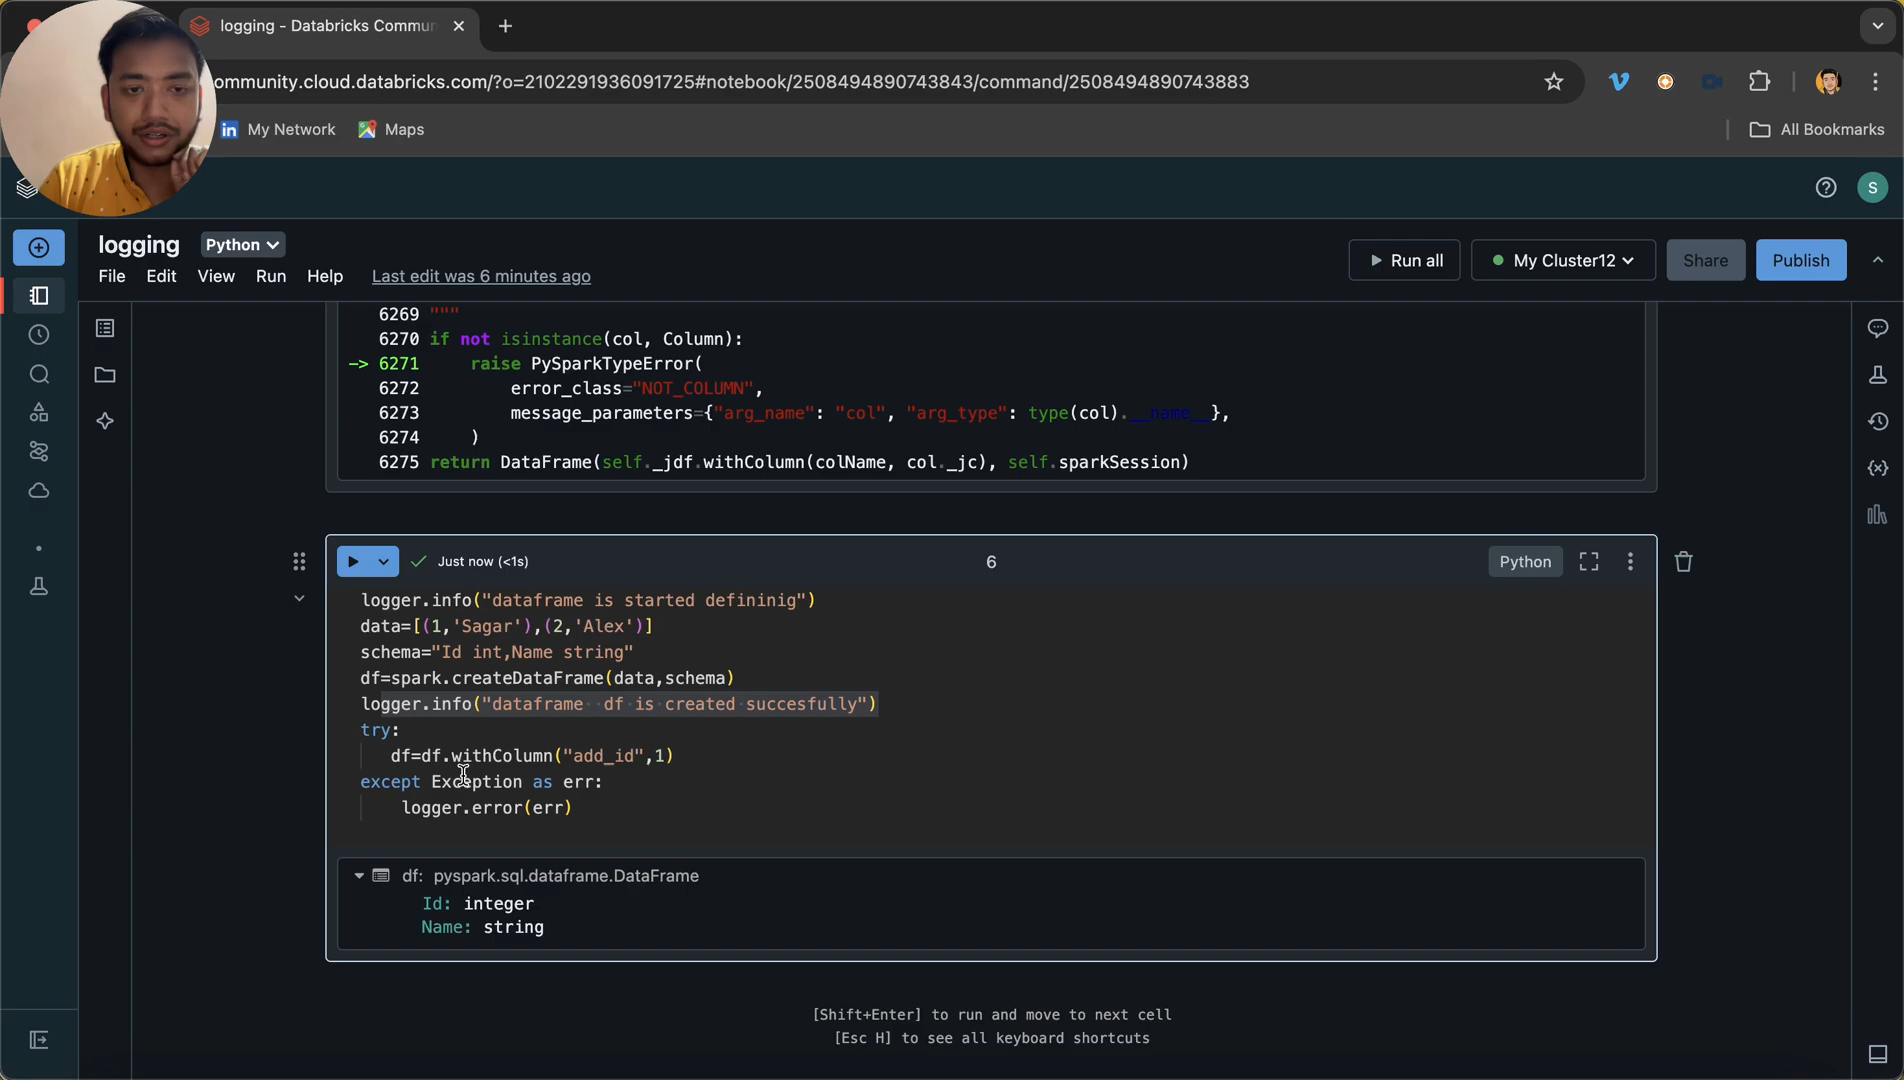 logging - Databricks Commun
ommunity.cloud.databricks.com/?o=2102291936091725#notebook/2508494890743843/command/2508494890743883
in My Network Maps
All Bookmarks
S
logging Python
File Edit View Run Help Last edit was 6 minutes ago
Run all My Cluster12 Share Publish
6269 """
6270 if not isinstance(col, Column):
-> 6271 raise PySparkTypeError(
6272 error_class="NOT_COLUMN",
6273 message_parameters={"arg_name": "col", "arg_type": type(col).__name__},
6274 )
6275 return DataFrame(self._jdf.withColumn(colName, col._jc), self.sparkSession)
Just now (<1s) 6 Python
logger.info("dataframe is started defininig")
data=[(1,'Sagar'),(2,'Alex')]
schema="Id int,Name string"
df=spark.createDataFrame(data,schema)
logger.info("dataframe  df is created succesfully")
try:
df=df.withColumn("add_id",1)
except Exception as err:
logger.error(err)
df: pyspark.sql.dataframe.DataFrame
Id: integer
Name: string
[Shift+Enter] to run and move to next cell
[Esc H] to see all keyboard shortcuts